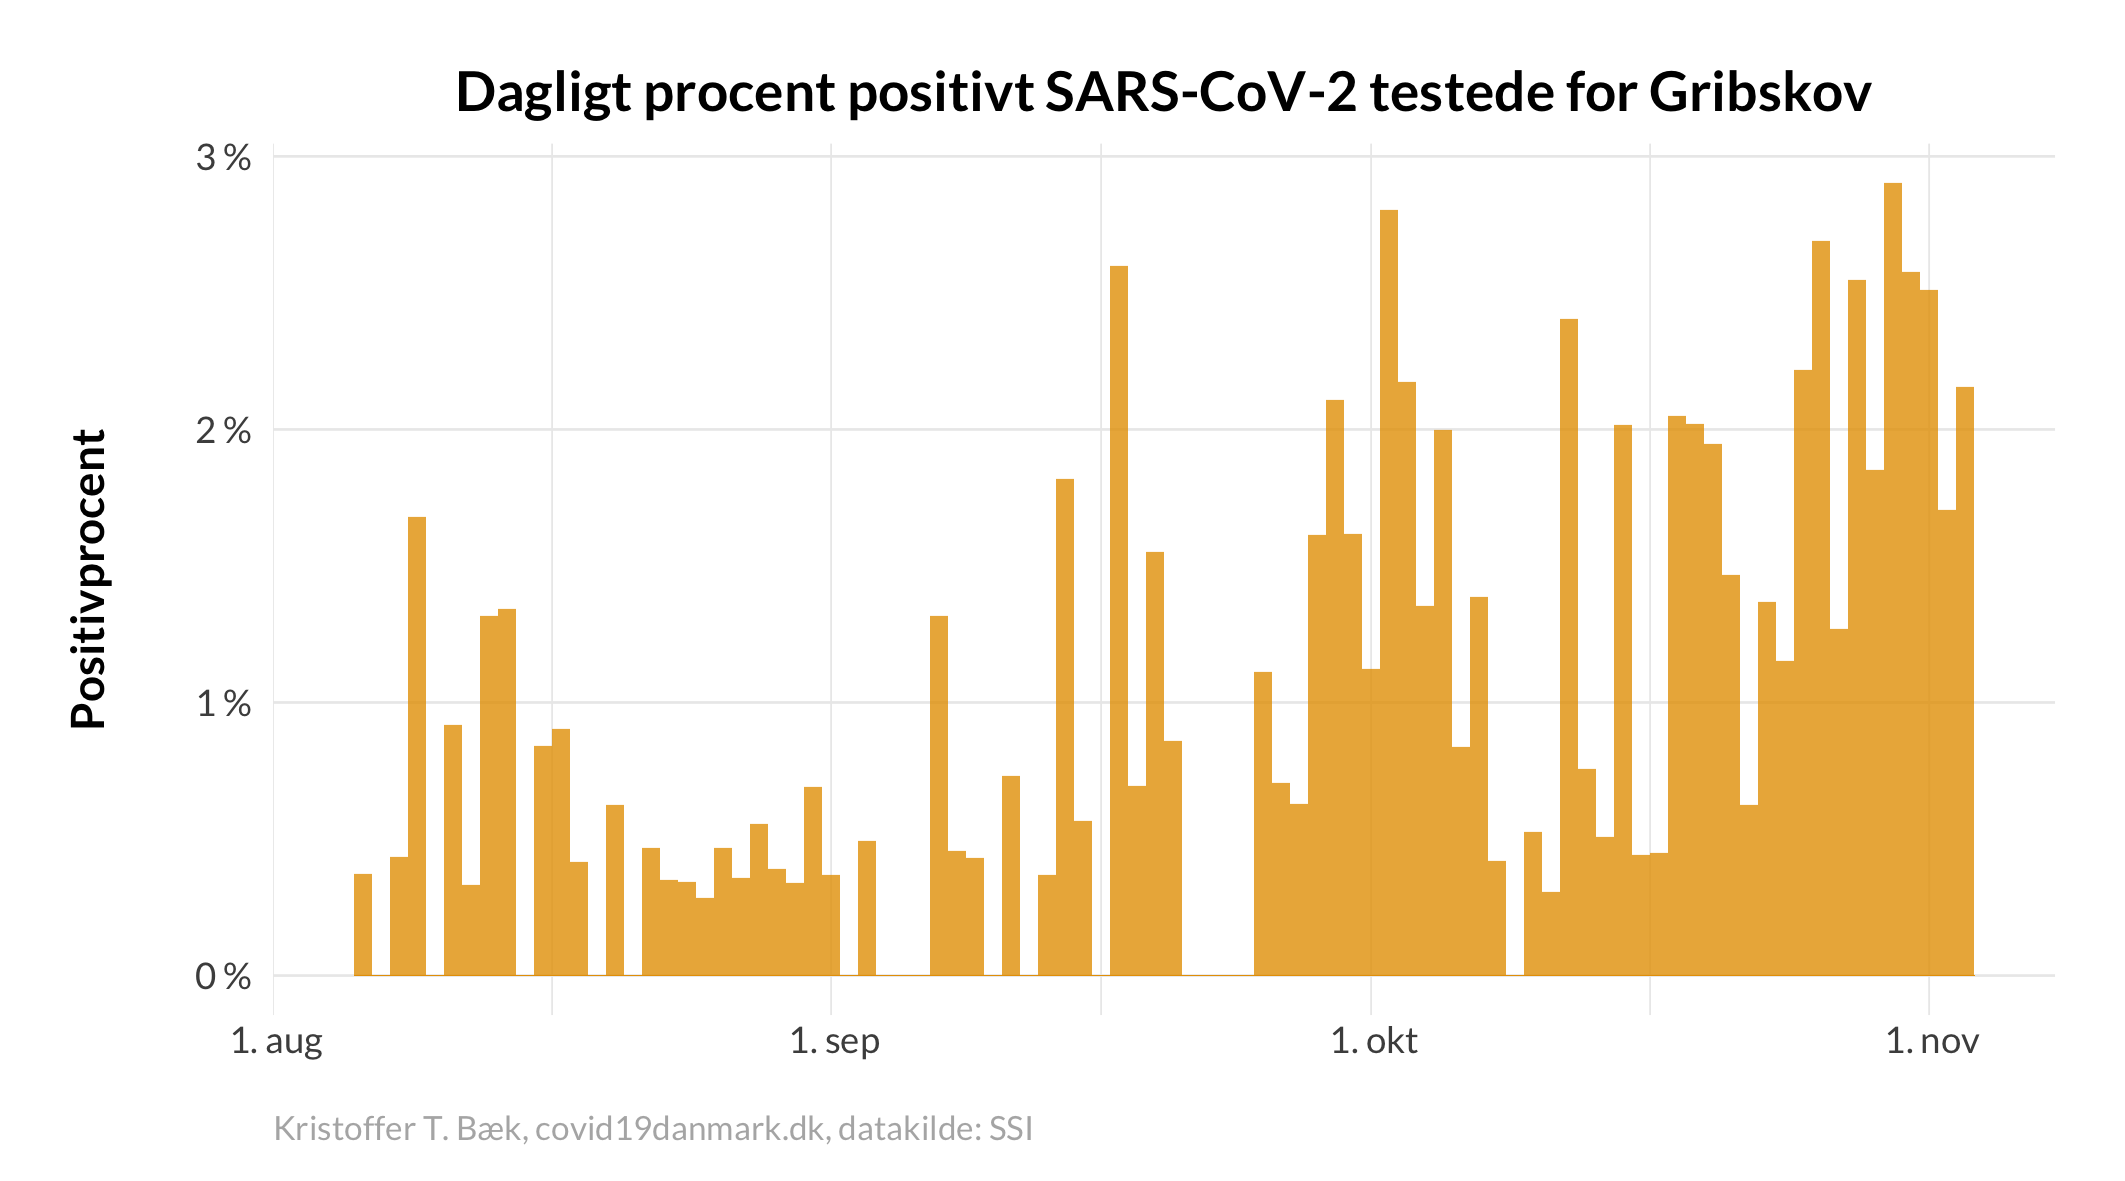 Dagligt procent positivt SARS-CoV-2 testede for Gribskov
Positivprocent
3 %
2 %
1 %
0 %
1. aug
1. sep
1. okt
1. nov
Kristoffer T. Bæk, covid19danmark.dk, datakilde: SSI